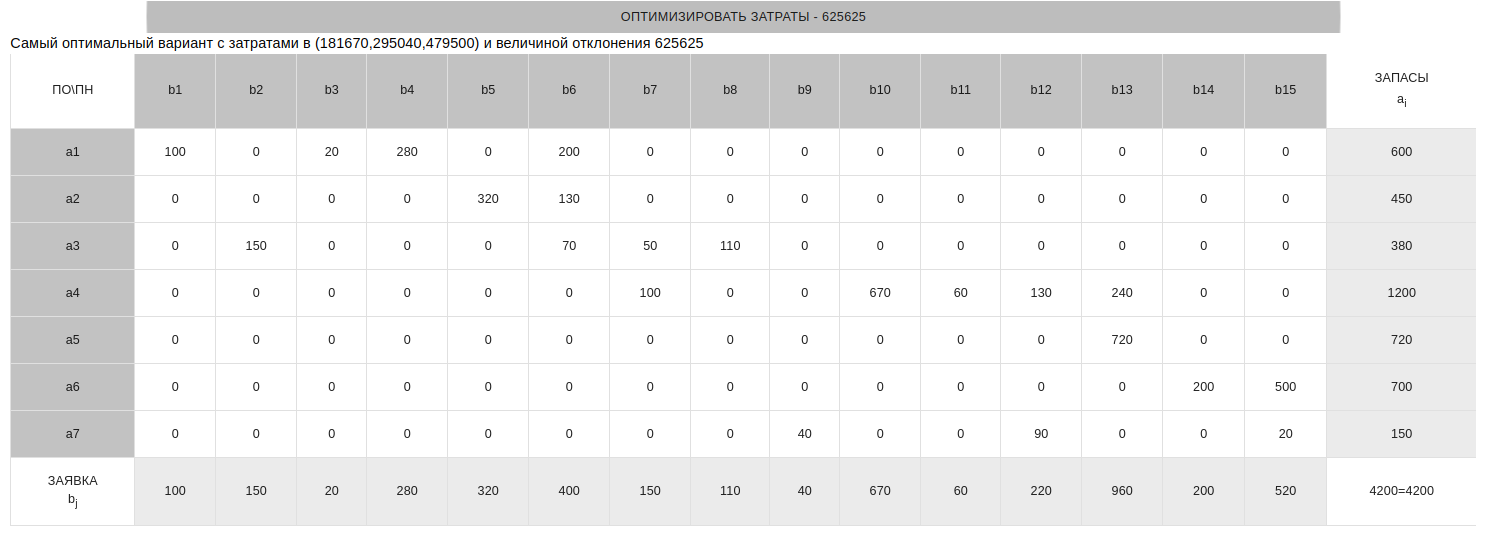 ОПТИМИЗИРОВАТЬ ЗАТРАТЫ - 625625
Самый оптимальный вариант с затратами в (181670,295040,479500) и величиной отклонения 625625
ПО\ПН b1 b2 b3 b4 b5 b6 b7 b8 b9 b10 b11 b12 b13 b14 b15 ЗАПАСЫ ai
a1 100 0 20 280 0 200 0 0 0 0 0 0 0 0 0 600
a2 0 0 0 0 320 130 0 0 0 0 0 0 0 0 0 450
a3 0 150 0 0 0 70 50 110 0 0 0 0 0 0 0 380
a4 0 0 0 0 0 0 100 0 0 670 60 130 240 0 0 1200
a5 0 0 0 0 0 0 0 0 0 0 0 0 720 0 0 720
a6 0 0 0 0 0 0 0 0 0 0 0 0 0 200 500 700
a7 0 0 0 0 0 0 0 0 40 0 0 90 0 0 20 150
ЗАЯВКА bj 100 150 20 280 320 400 150 110 40 670 60 220 960 200 520 4200=4200